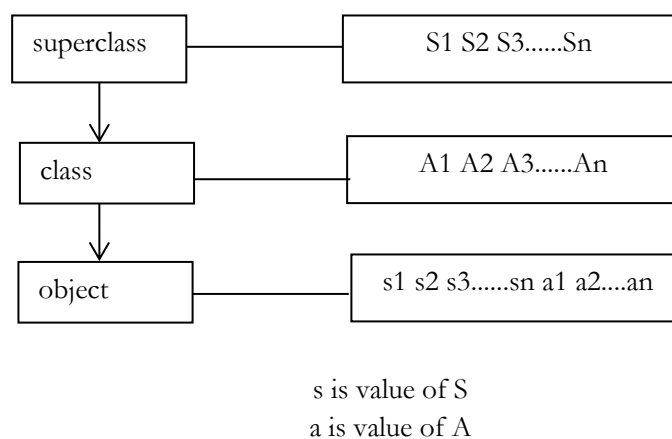 superclass
S1 S2 S3......Sn
class
A1 A2 A3......An
object
s1 s2 s3......sn a1 a2....an
s is value of S
a is value of A